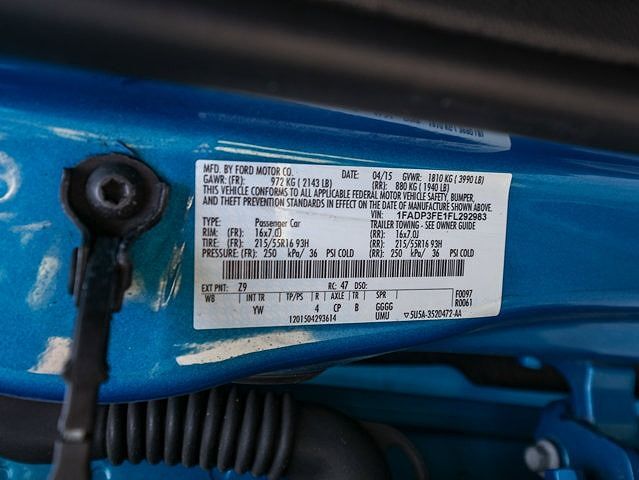 MFD. BY FORD MOTOR CO. DATE: 04/15 GVWR: 1810 KG ( 3990 LB)
GAWR: (FR): 972 KG ( 2143 LB) (RR): 880 KG ( 1940 LB)
THIS VEHICLE CONFORMS TO ALL APPLICABLE FEDERAL MOTOR VEHICLE SAFETY, BUMPER,
AND THEFT PREVENTION STANDARDS IN EFFECT ON THE DATE OF MANUFACTURE SHOWN ABOVE.
VIN: 1FADP3FE1FL292983
TYPE: Passenger Car TRAILER TOWING - SEE OWNER GUIDE
RIM: (FR): 16x7.0J (RR): 16x7.0J
TIRE: (FR): 215/55R16 93H (RR): 215/55R16 93H
PRESSURE: (FR): 250 kPa/ 36 PSI COLD (RR): 250 kPa/ 36 PSI COLD
EXT PNT: Z9 RC: 47 DSO:
WB INT TR TP/PS R AXLE TR SPR F0097
YW 4 CP B GGGG R0061
UMU
1201504293614 ▽5U5A-3520472-AA